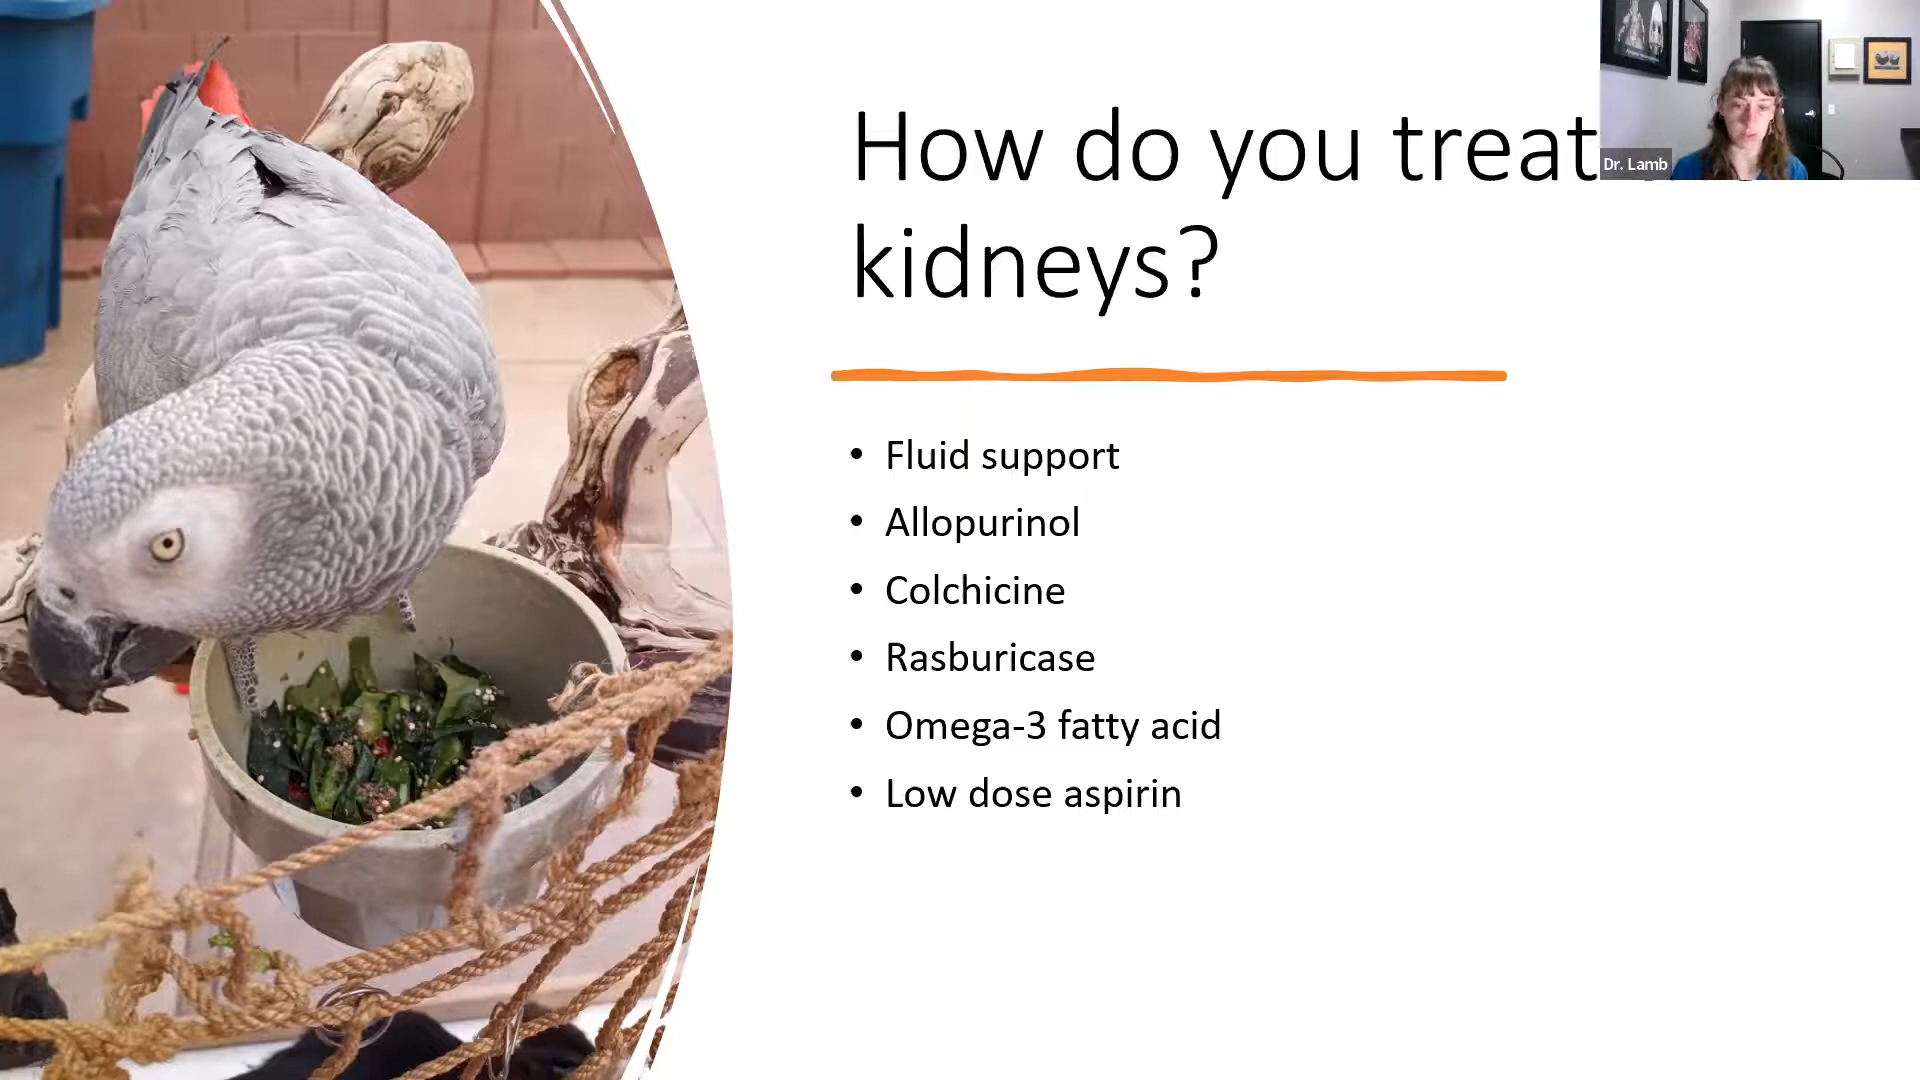 How do you treat
kidneys?
Dr. Lamb
• Fluid support
• Allopurinol
• Colchicine
• Rasburicase
• Omega-3 fatty acid
• Low dose aspirin